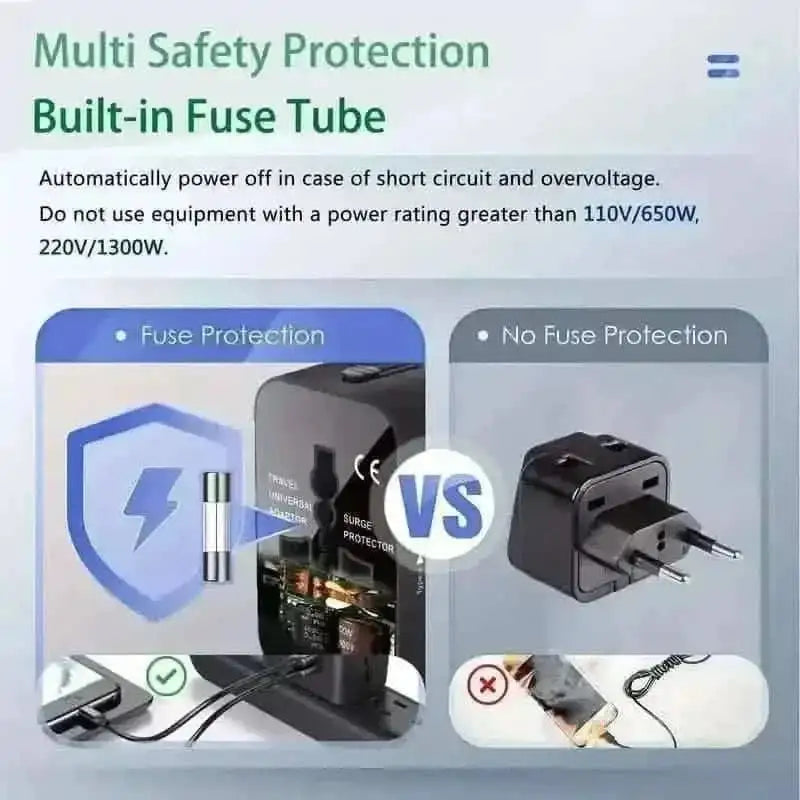 Multi Safety Protection
Built-in Fuse Tube
Automatically power off in case of short circuit and overvoltage.
Do not use equipment with a power rating greater than 110V/650W,
220V/1300W.
• Fuse Protection
• No Fuse Protection
CE
TRAVEL
UNIVERSAL
ADAPTOR
SURGE
PROTECTOR
VS